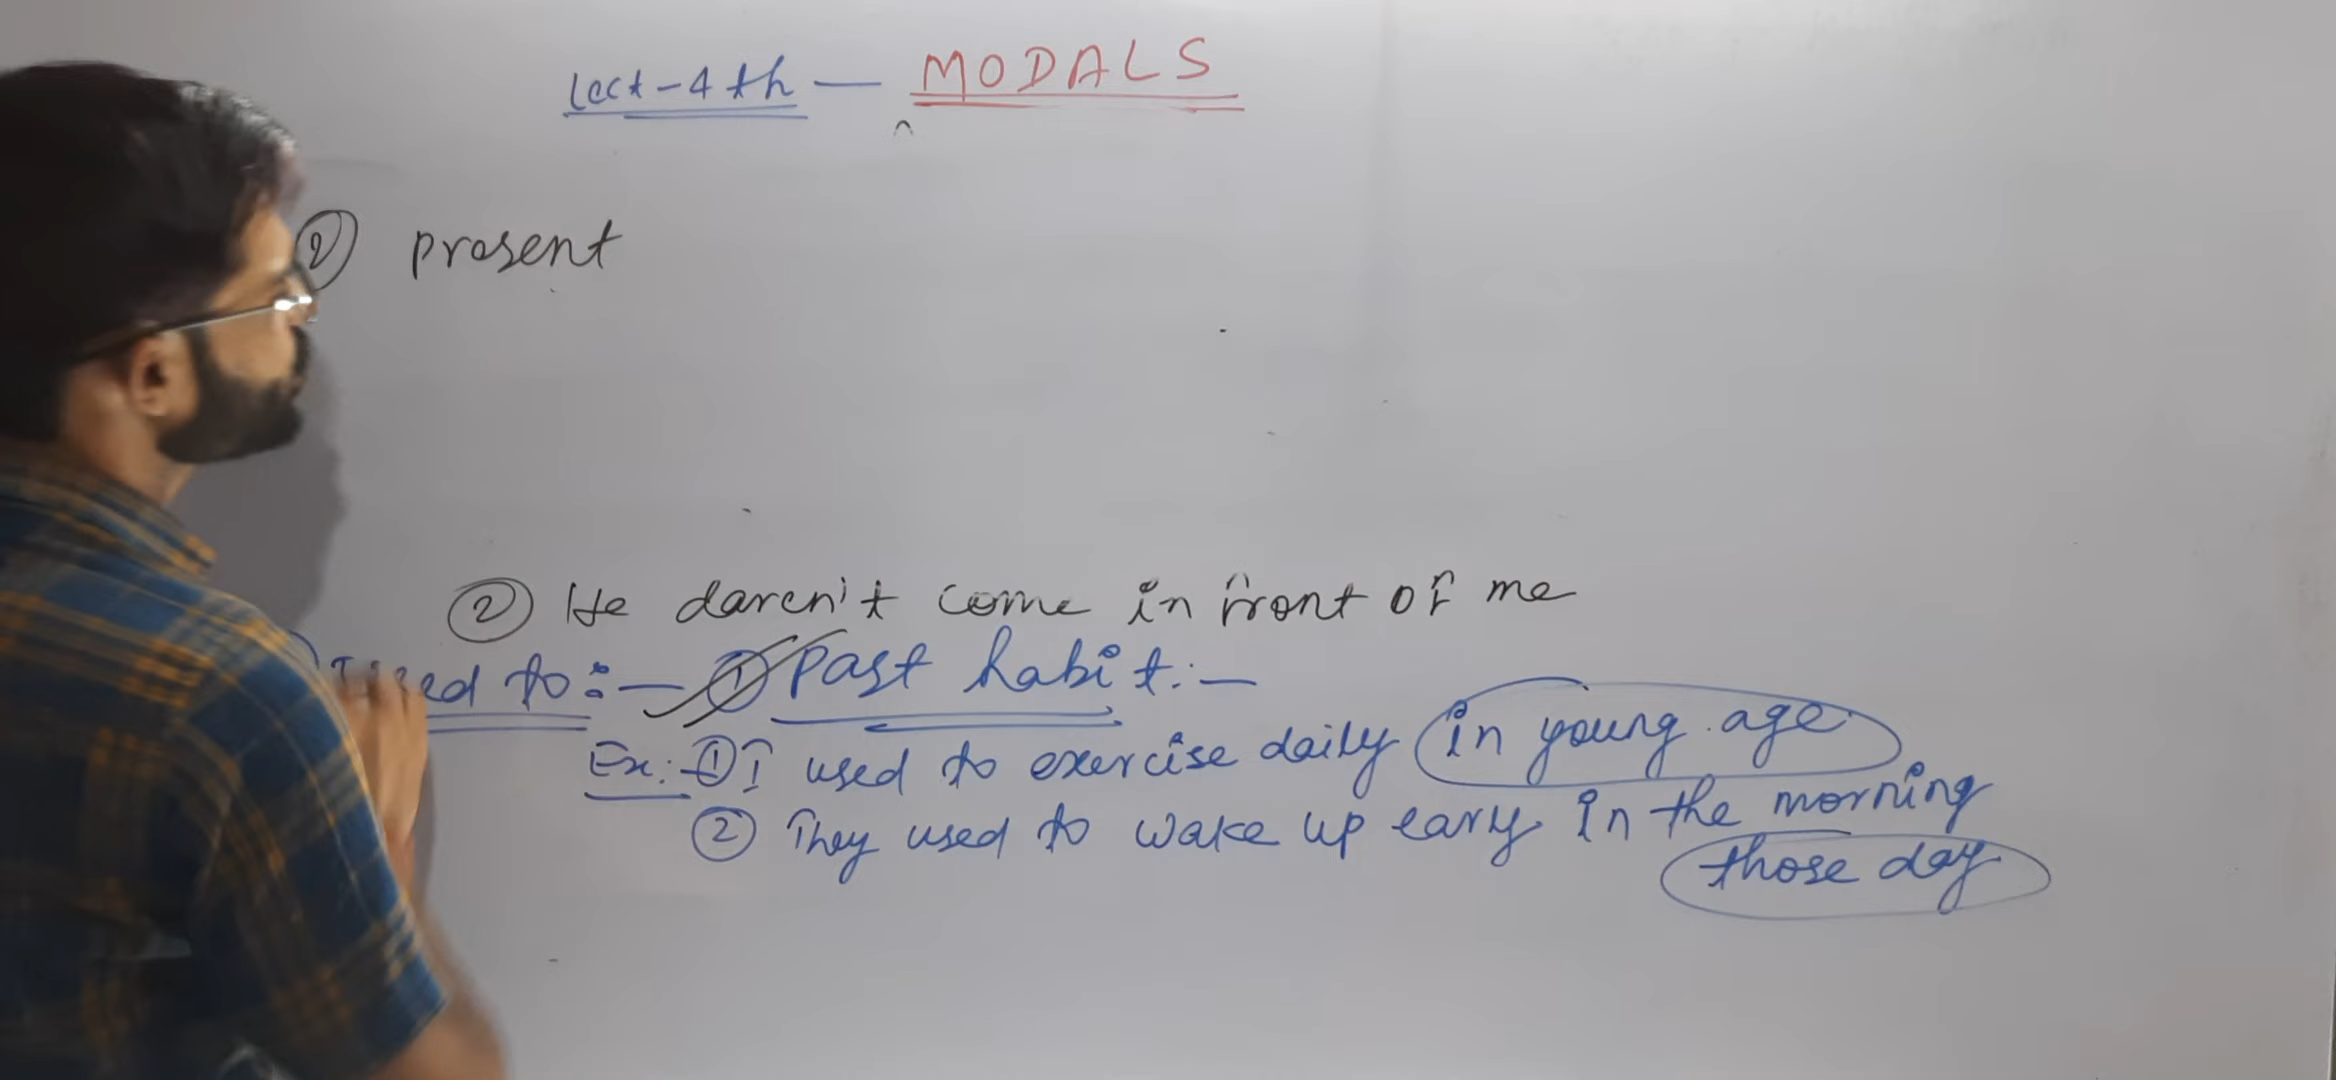 Lect-4th — MODALS
② present
② He daren't come in front of me
Used to:— ① Past habit:—
Ex:-① I used to exercise daily in young age
② They used to wake up early in the morning
those day